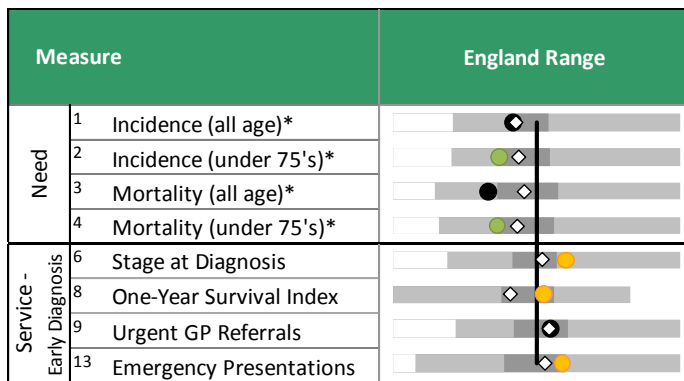 Measure England Range
Need
1 Incidence (all age)*
2 Incidence (under 75's)*
3 Mortality (all age)*
4 Mortality (under 75's)*
Service -
Early Diagnosis
6 Stage at Diagnosis
8 One-Year Survival Index
9 Urgent GP Referrals
13 Emergency Presentations